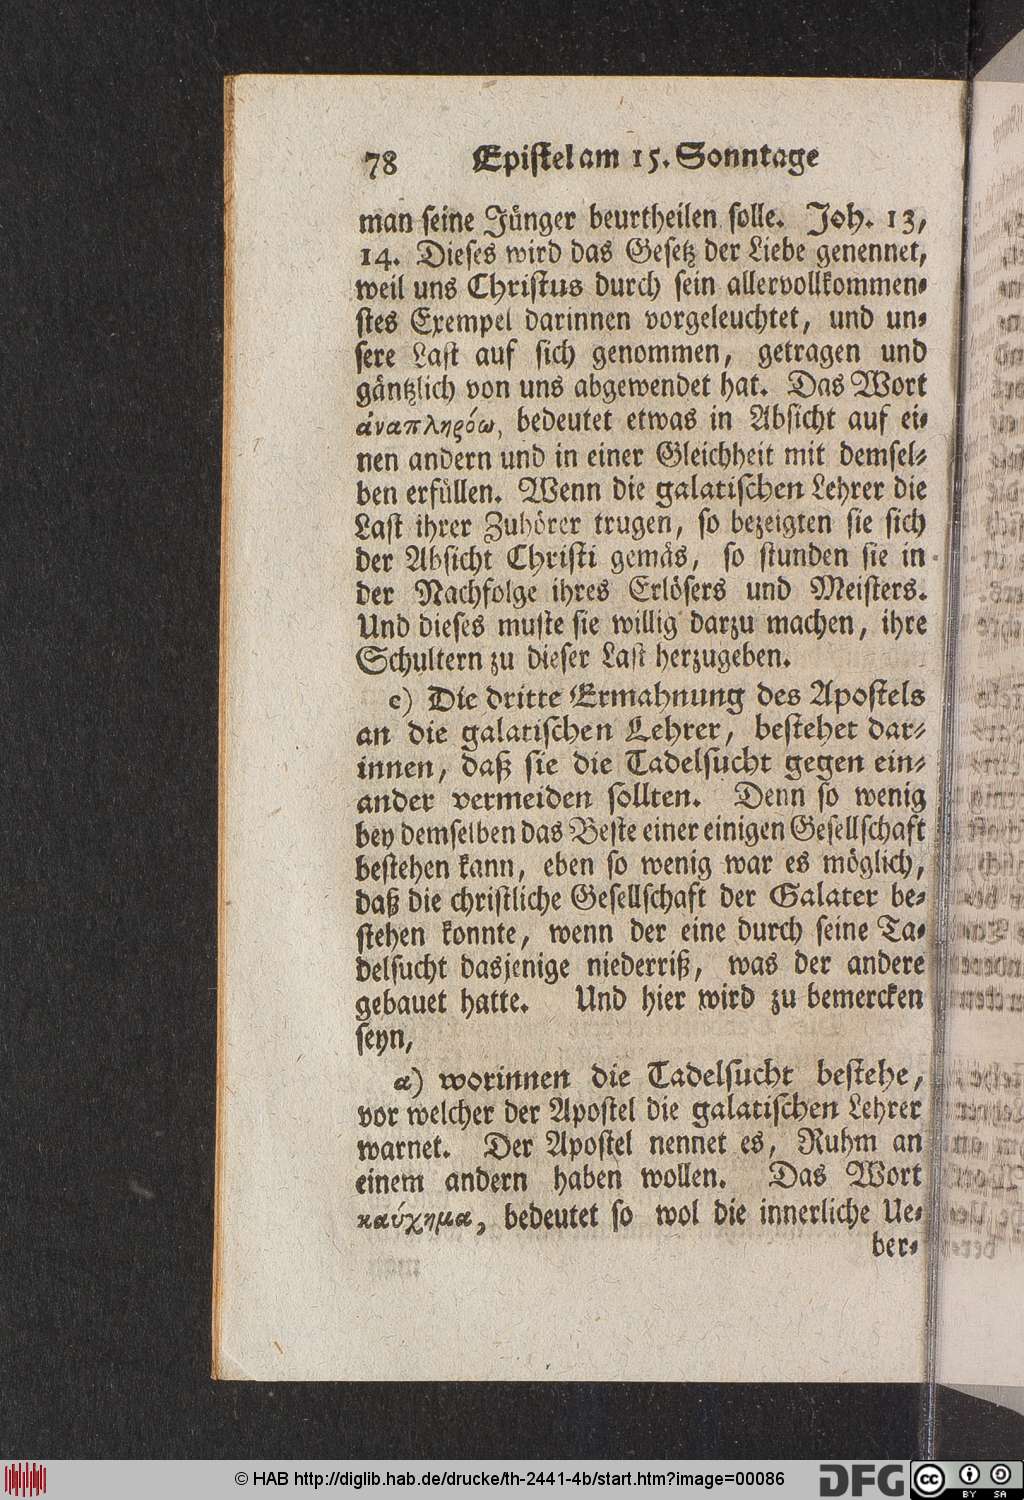 78 Epistel am 15. Sonntage
man seine Jünger beurtheilen solle. Joh. 13,
14. Dieses wird das Gesetz der Liebe genennet,
weil uns Christus durch sein allervollkommen-
stes Exempel darinnen vorgeleuchtet, und un-
sere Last auf sich genommen, getragen und
gäntzlich von uns abgewendet hat. Das Wort
ἀναπληρόω, bedeutet etwas in Absicht auf ei-
nen andern und in einer Gleichheit mit demsel-
ben erfüllen. Wenn die galatischen Lehrer die
Last ihrer Zuhörer trugen, so bezeigten sie sich
der Absicht Christi gemäs, so stunden sie in
der Nachfolge ihres Erlösers und Meisters.
Und dieses muste sie willig darzu machen, ihre
Schultern zu dieser Last herzugeben.
c) Die dritte Ermahnung des Apostels
an die galatischen Lehrer, bestehet dar-
innen, daß sie die Tadelsucht gegen ein-
ander vermeiden sollten. Denn so wenig
bey demselben das Beste einer einigen Gesellschaft
bestehen kann, eben so wenig war es möglich,
daß die christliche Gesellschaft der Galater be-
stehen konnte, wenn der eine durch seine Ta-
delsucht dasjenige niederriß, was der andere
gebauet hatte. Und hier wird zu bemercken
seyn,
α) worinnen die Tadelsucht bestehe,
vor welcher der Apostel die galatischen Lehrer
warnet. Der Apostel nennet es, Ruhm an
einem andern haben wollen. Das Wort
καύχημα, bedeutet so wol die innerliche Ue-
ber-
© HAB http://diglib.hab.de/drucke/th-2441-4b/start.htm?image=00086
DFG
cc BY SA